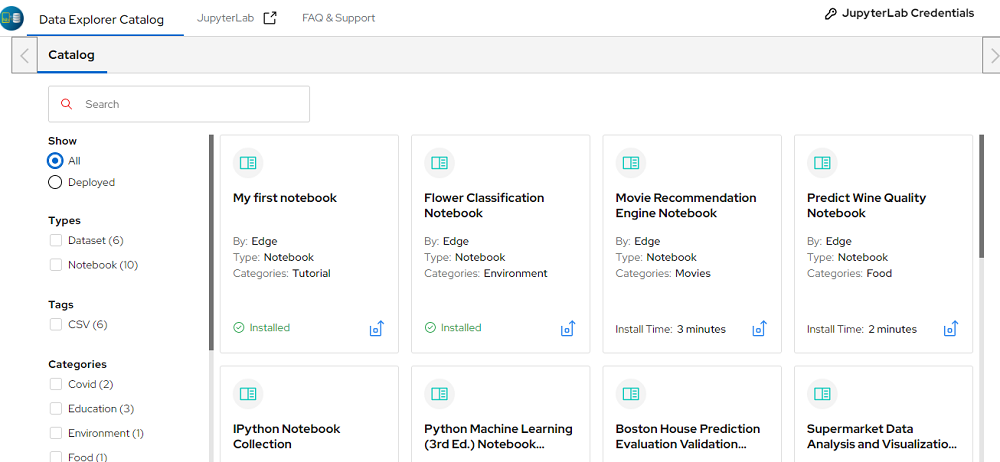 Data Explorer Catalog
JupyterLab
FAQ & Support
JupyterLab Credentials
Catalog
Search
Show
All
Deployed
Types
Dataset (6)
Notebook (10)
Tags
CSV (6)
Categories
Covid (2)
Education (3)
Environment (1)
Food (1)
My first notebook
By: Edge
Type: Notebook
Categories: Tutorial
Installed
Flower Classification
Notebook
By: Edge
Type: Notebook
Categories: Environment
Installed
Movie Recommendation
Engine Notebook
By: Edge
Type: Notebook
Categories: Movies
Install Time: 3 minutes
Predict Wine Quality
Notebook
By: Edge
Type: Notebook
Categories: Food
Install Time: 2 minutes
IPython Notebook
Collection
Python Machine Learning
(3rd Ed.) Notebook...
Boston House Prediction
Evaluation Validation...
Supermarket Data
Analysis and Visualizatio...